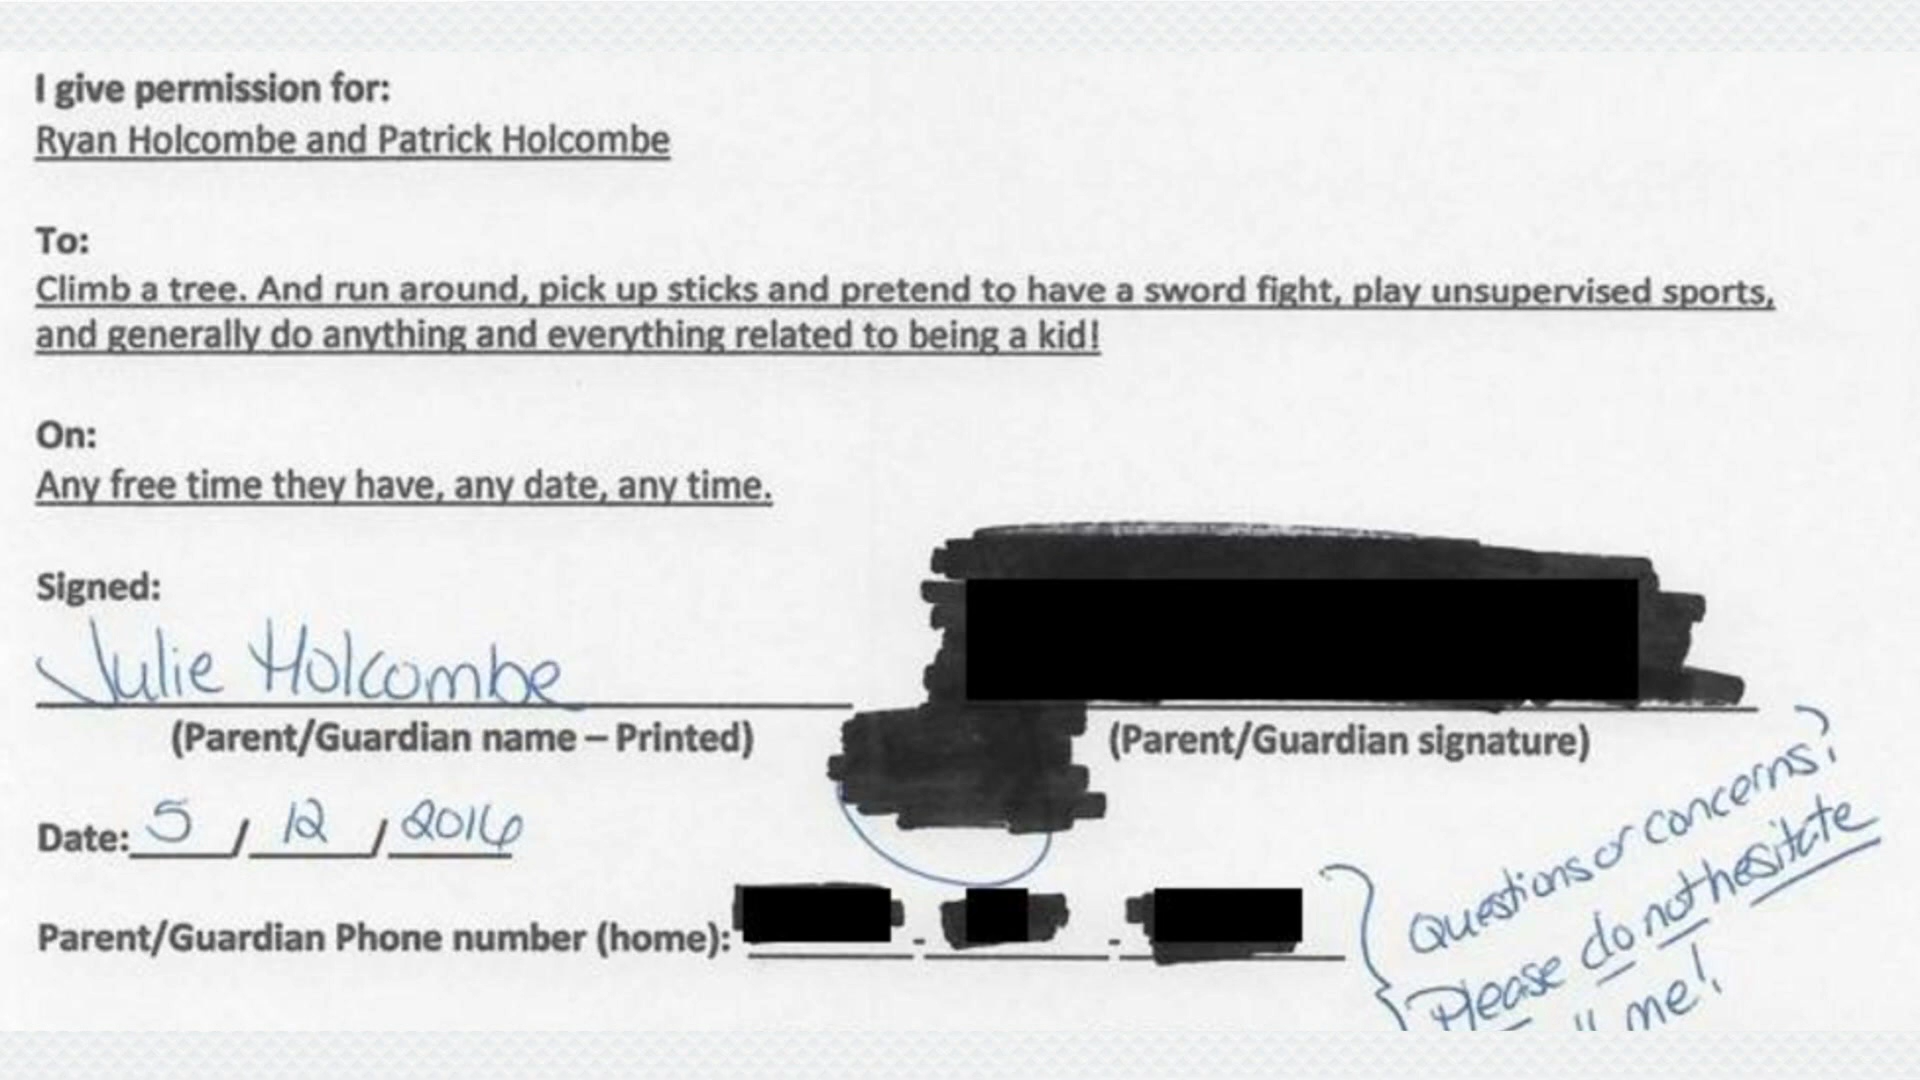 I give permission for:
Ryan Holcombe and Patrick Holcombe
To:
Climb a tree. And run around, pick up sticks and pretend to have a sword fight, play unsupervised sports,
and generally do anything and everything related to being a kid!
On:
Any free time they have, any date, any time.
Signed:
Julie Holcombe
(Parent/Guardian name – Printed)
(Parent/Guardian signature)
Date: 5 / 12 / 2016
Parent/Guardian Phone number (home): - -
Questions or concerns?
Please do not hesitate
me!